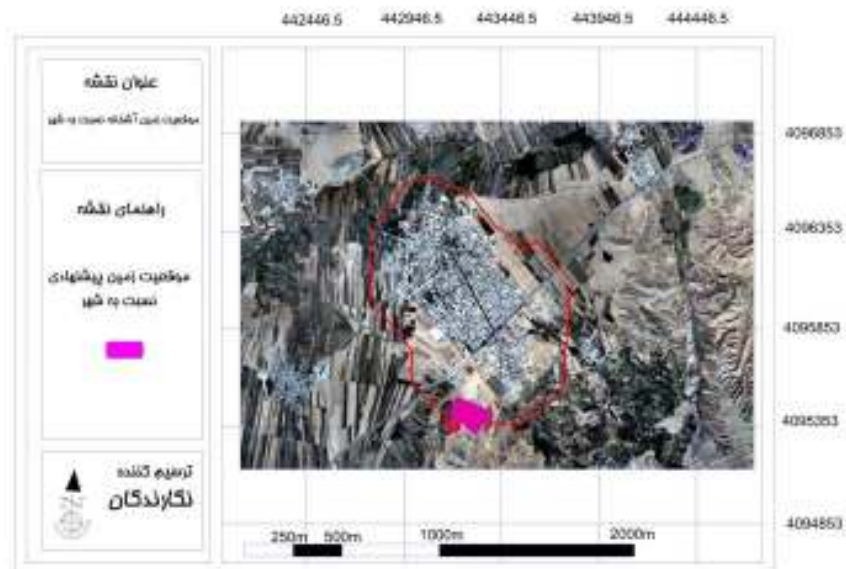 442446.5 442946.5 443446.5 443946.5 444446.5
عنوان نقشه
موقعیت زمین آشفته نسبت به شهر
راهنمای نقشه
موقعیت زمین پیشنهادی
نسبت به شهر
ترسیم کننده
نگارندگان
4096853
4096353
4095853
4095353
4094853
250m 500m 1000m 2000m